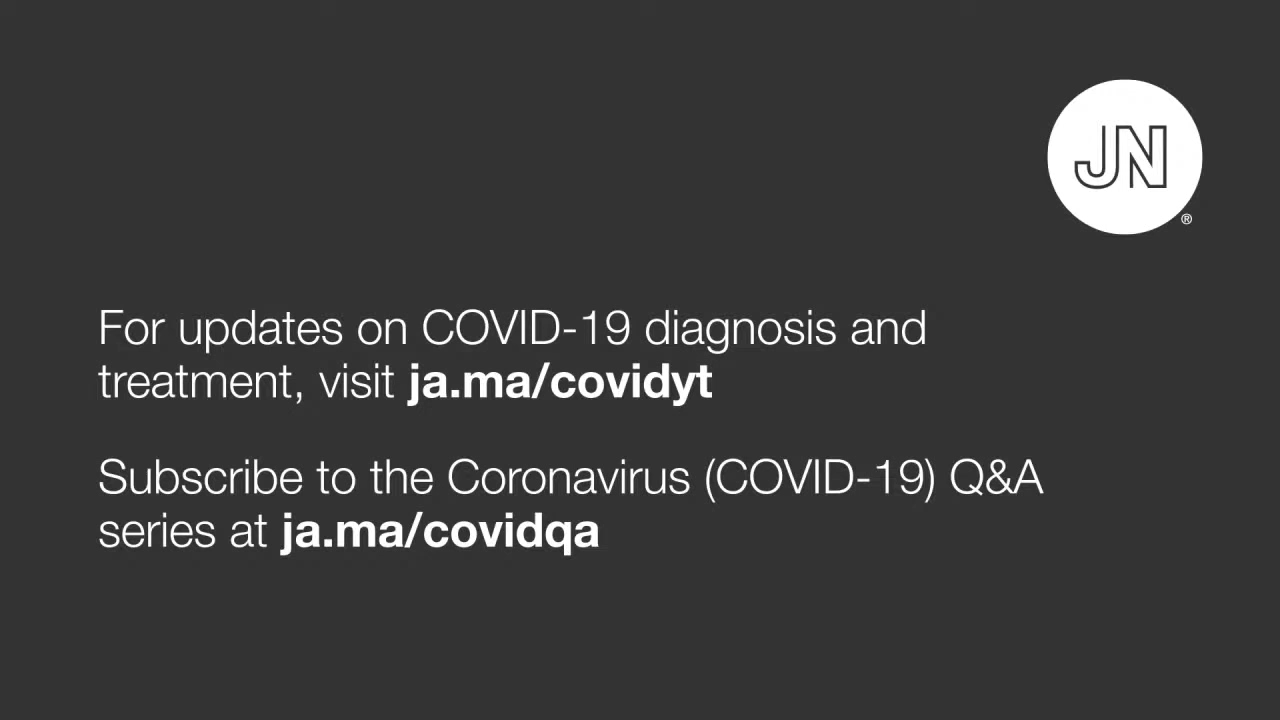 JN
®
For updates on COVID-19 diagnosis and
treatment, visit ja.ma/covidyt
Subscribe to the Coronavirus (COVID-19) Q&A
series at ja.ma/covidqa